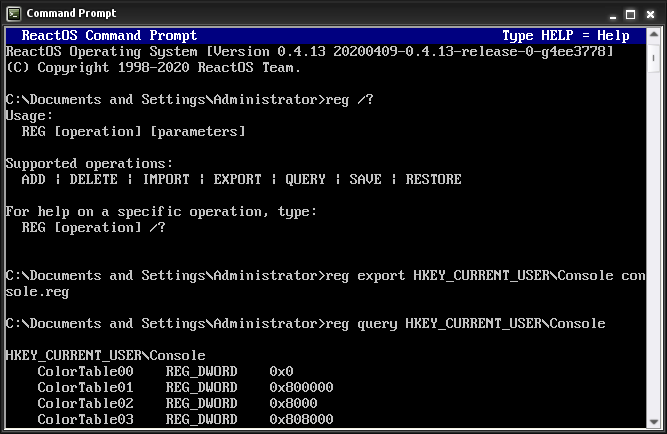 Command Prompt
ReactOS Command Prompt Type HELP = Help
ReactOS Operating System [Version 0.4.13 20200409-0.4.13-release-0-g4ee3778]
(C) Copyright 1998-2020 ReactOS Team.
C:\Documents and Settings\Administrator>reg /?
Usage:
REG [operation] [parameters]
Supported operations:
ADD ¦ DELETE ¦ IMPORT ¦ EXPORT ¦ QUERY ¦ SAVE ¦ RESTORE
For help on a specific operation, type:
REG [operation] /?
C:\Documents and Settings\Administrator>reg export HKEY_CURRENT_USER\Console con
sole.reg
C:\Documents and Settings\Administrator>reg query HKEY_CURRENT_USER\Console
HKEY_CURRENT_USER\Console
ColorTable00 REG_DWORD 0x0
ColorTable01 REG_DWORD 0x800000
ColorTable02 REG_DWORD 0x8000
ColorTable03 REG_DWORD 0x808000